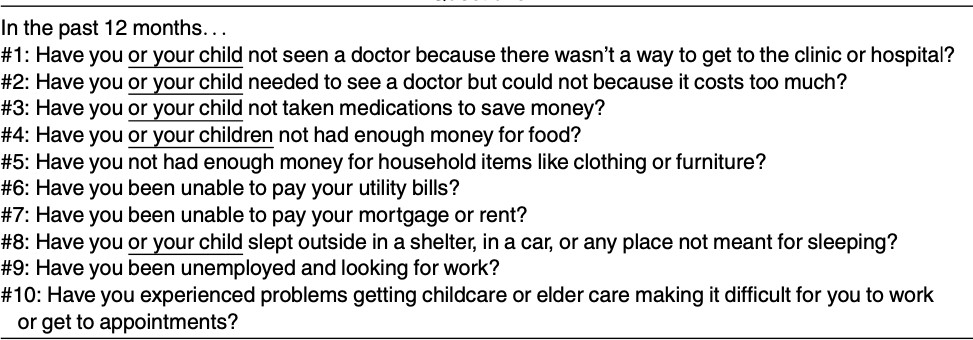 In the past 12 months...
#1: Have you or your child not seen a doctor because there wasn't a way to get to the clinic or hospital?
#2: Have you or your child needed to see a doctor but could not because it costs too much?
#3: Have you or your child not taken medications to save money?
#4: Have you or your children not had enough money for food?
#5: Have you not had enough money for household items like clothing or furniture?
#6: Have you been unable to pay your utility bills?
#7: Have you been unable to pay your mortgage or rent?
#8: Have you or your child slept outside in a shelter, in a car, or any place not meant for sleeping?
#9: Have you been unemployed and looking for work?
#10: Have you experienced problems getting childcare or elder care making it difficult for you to work
or get to appointments?